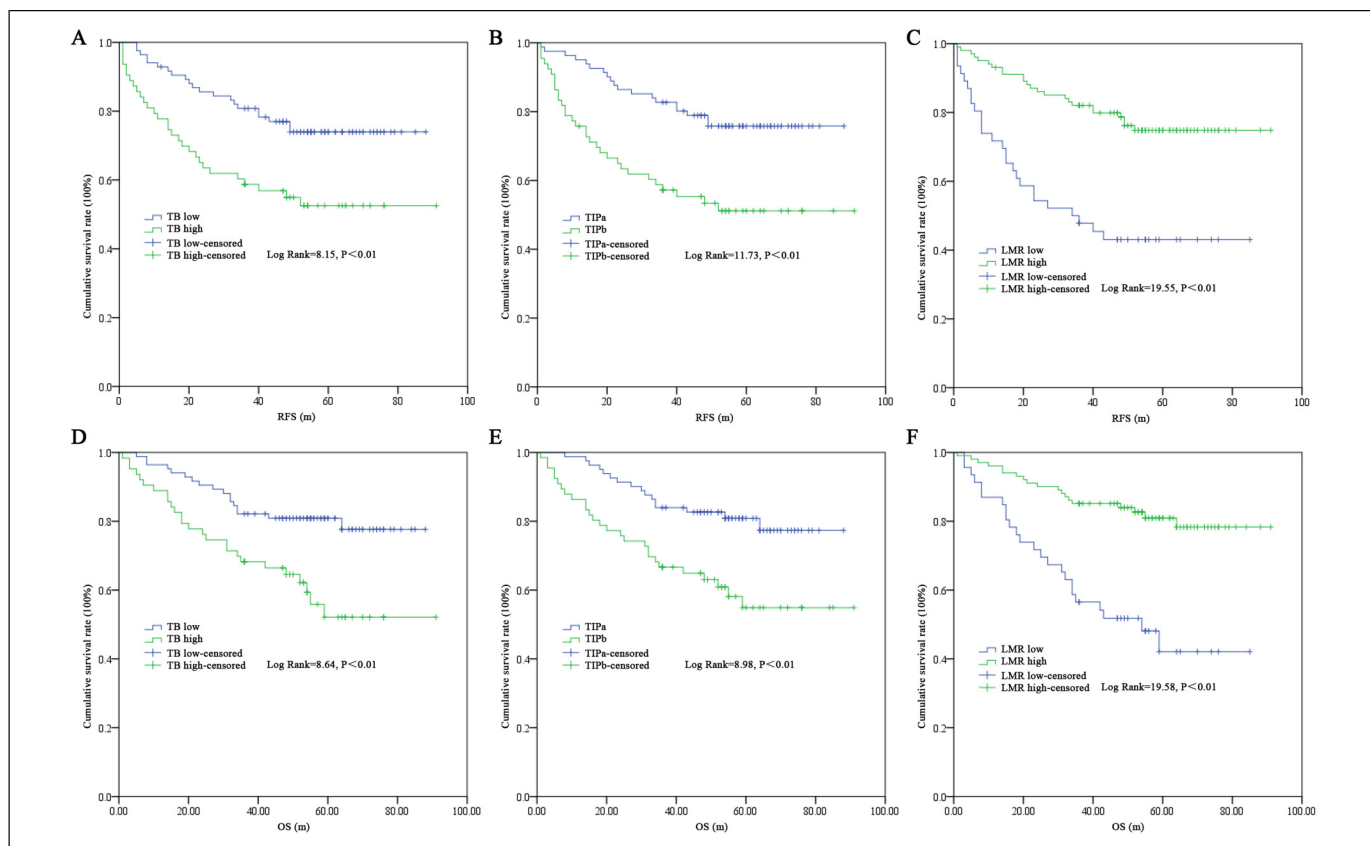 A
Cumulative survival rate (100%)
1.0
0.8
0.6
0.4
0.2
0.0
TB low
TB high
TB low-censored
TB high-censored
Log Rank=8.15, P<0.01
0 20 40 60 80 100
RFS (m)
B
Cumulative survival rate (100%)
1.0
0.8
0.6
0.4
0.2
0.0
TIPa
TIPb
TIPa-censored
TIPb-censored
Log Rank=11.73, P<0.01
0 20 40 60 80 100
RFS (m)
C
Cumulative survival rate (100%)
1.0
0.8
0.6
0.4
0.2
0.0
LMR low
LMR high
LMR low-censored
LMR high-censored
Log Rank=19.55, P<0.01
0 20 40 60 80 100
RFS (m)
D
Cumulative survival rate (100%)
1.0
0.8
0.6
0.4
0.2
0.0
TB low
TB high
TB low-censored
TB high-censored
Log Rank=8.64, P<0.01
0.00 20.00 40.00 60.00 80.00 100.00
OS (m)
E
Cumulative survival rate (100%)
1.0
0.8
0.6
0.4
0.2
0.0
TIPa
TIPb
TIPa-censored
TIPb-censored
Log Rank=8.98, P<0.01
0.00 20.00 40.00 60.00 80.00 100.00
OS (m)
F
Cumulative survival rate (100%)
1.0
0.8
0.6
0.4
0.2
0.0
LMR low
LMR high
LMR low-censored
LMR high-censored
Log Rank=19.58, P<0.01
0.00 20.00 40.00 60.00 80.00 100.00
OS (m)